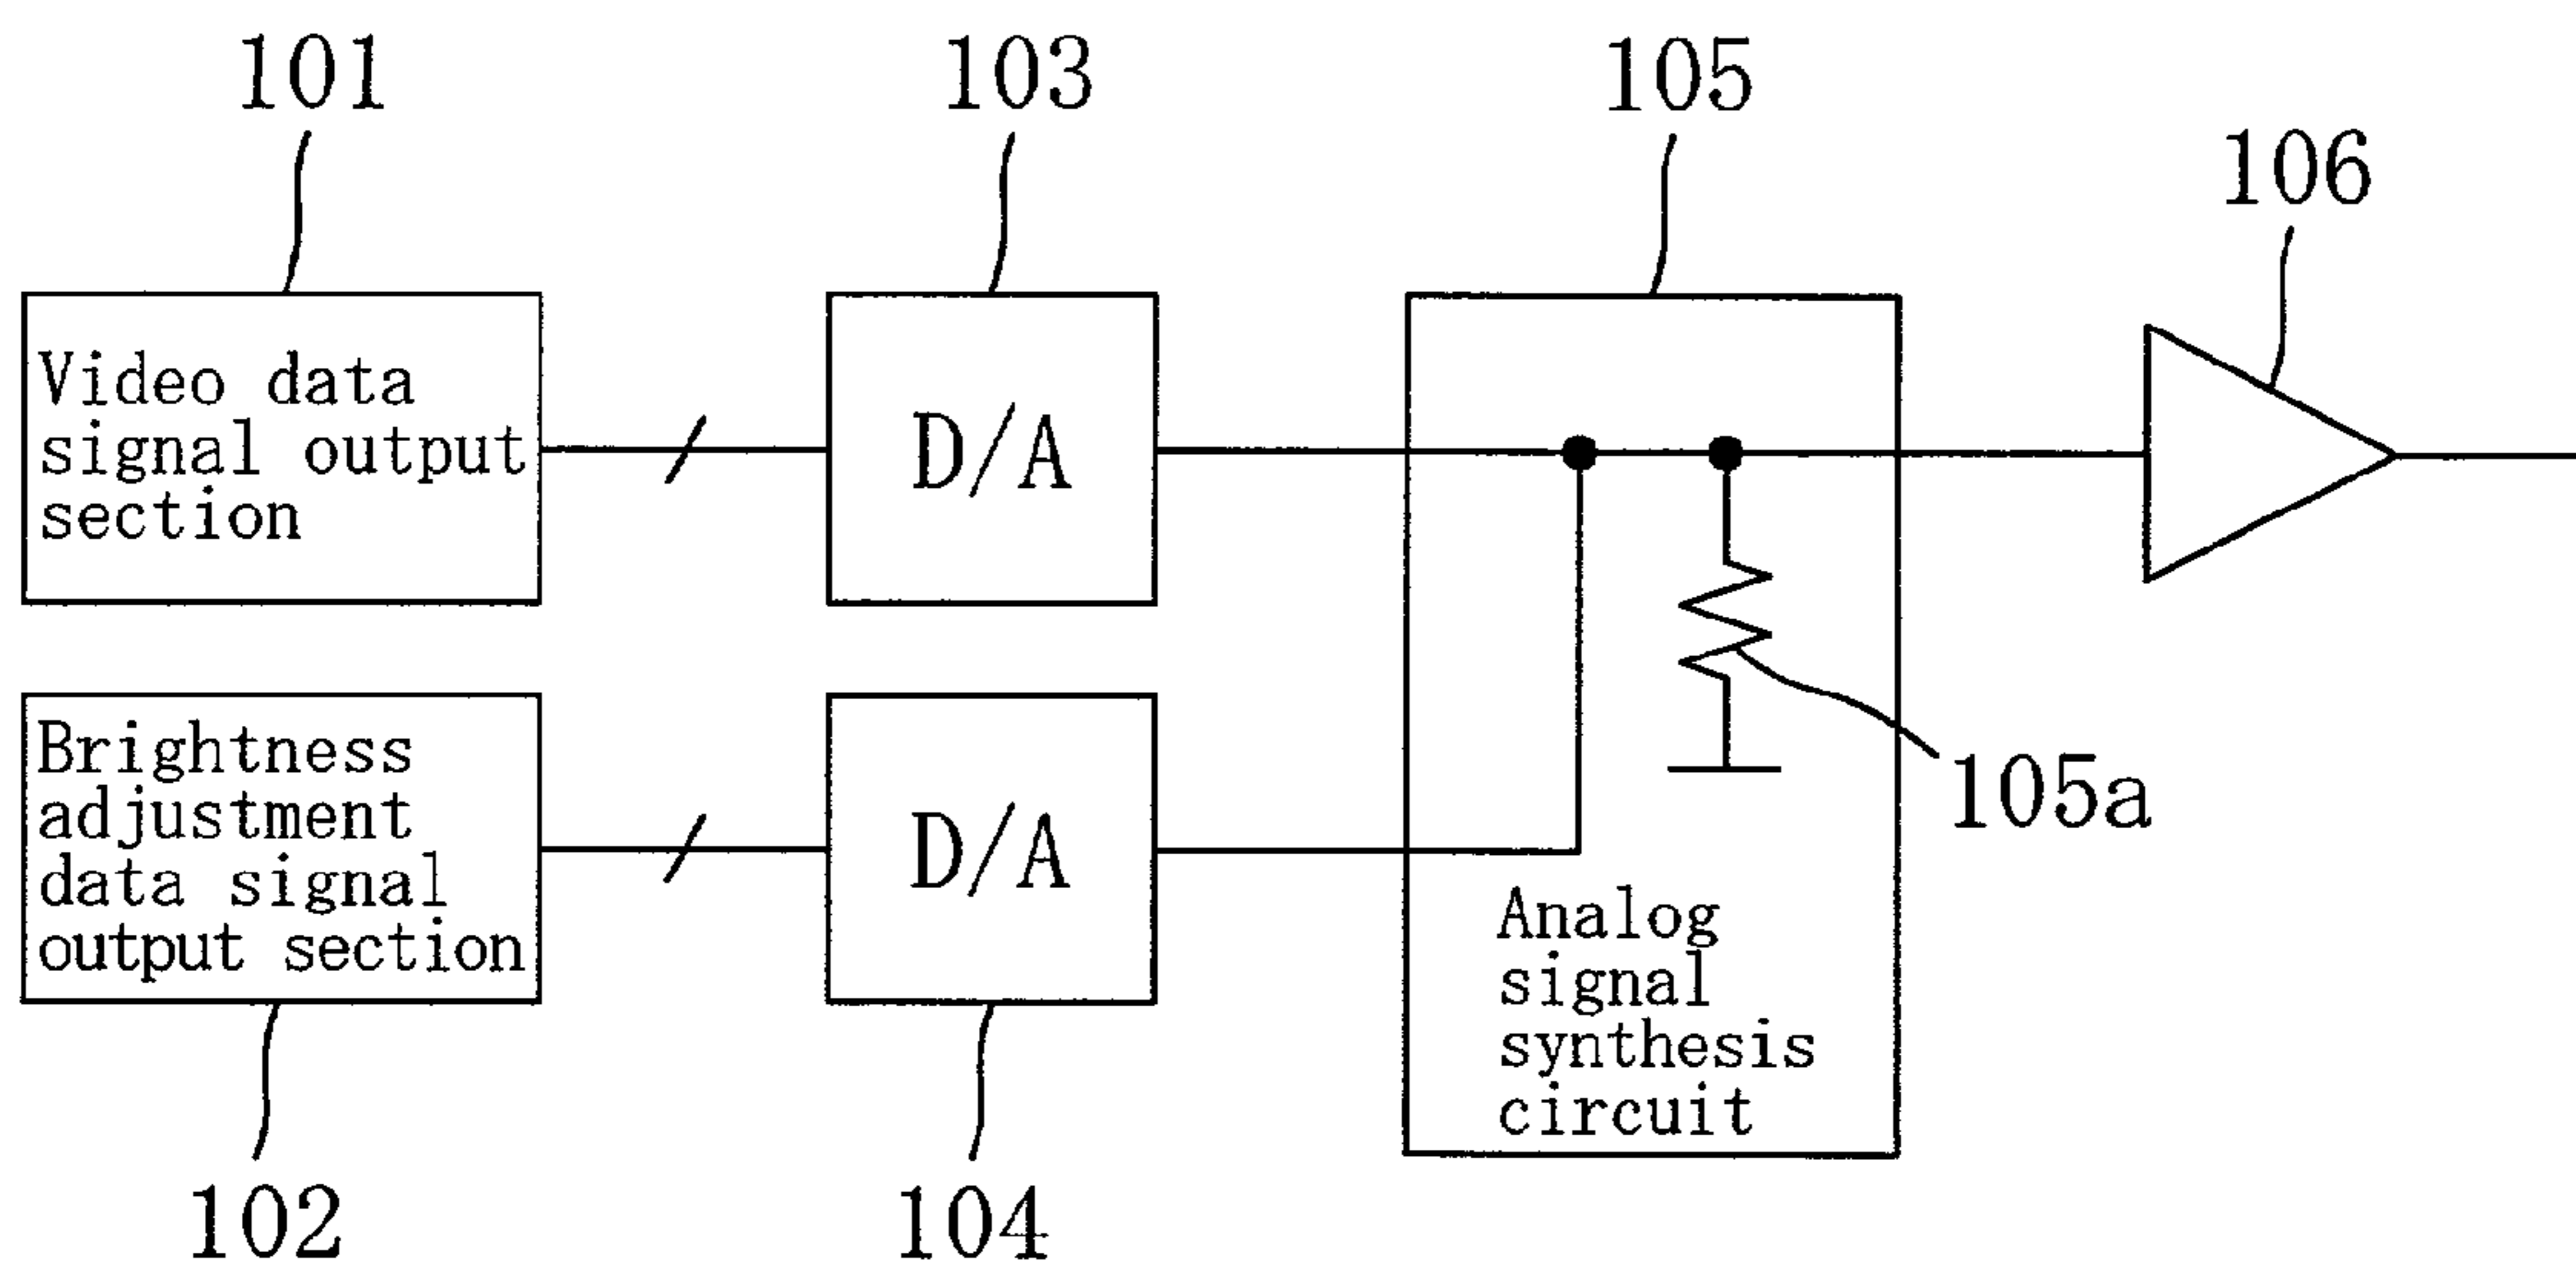 101
103
105
106
Video data
signal output
section
D/A
Brightness
adjustment
data signal
output section
D/A
105a
Analog
signal
synthesis
circuit
102
104